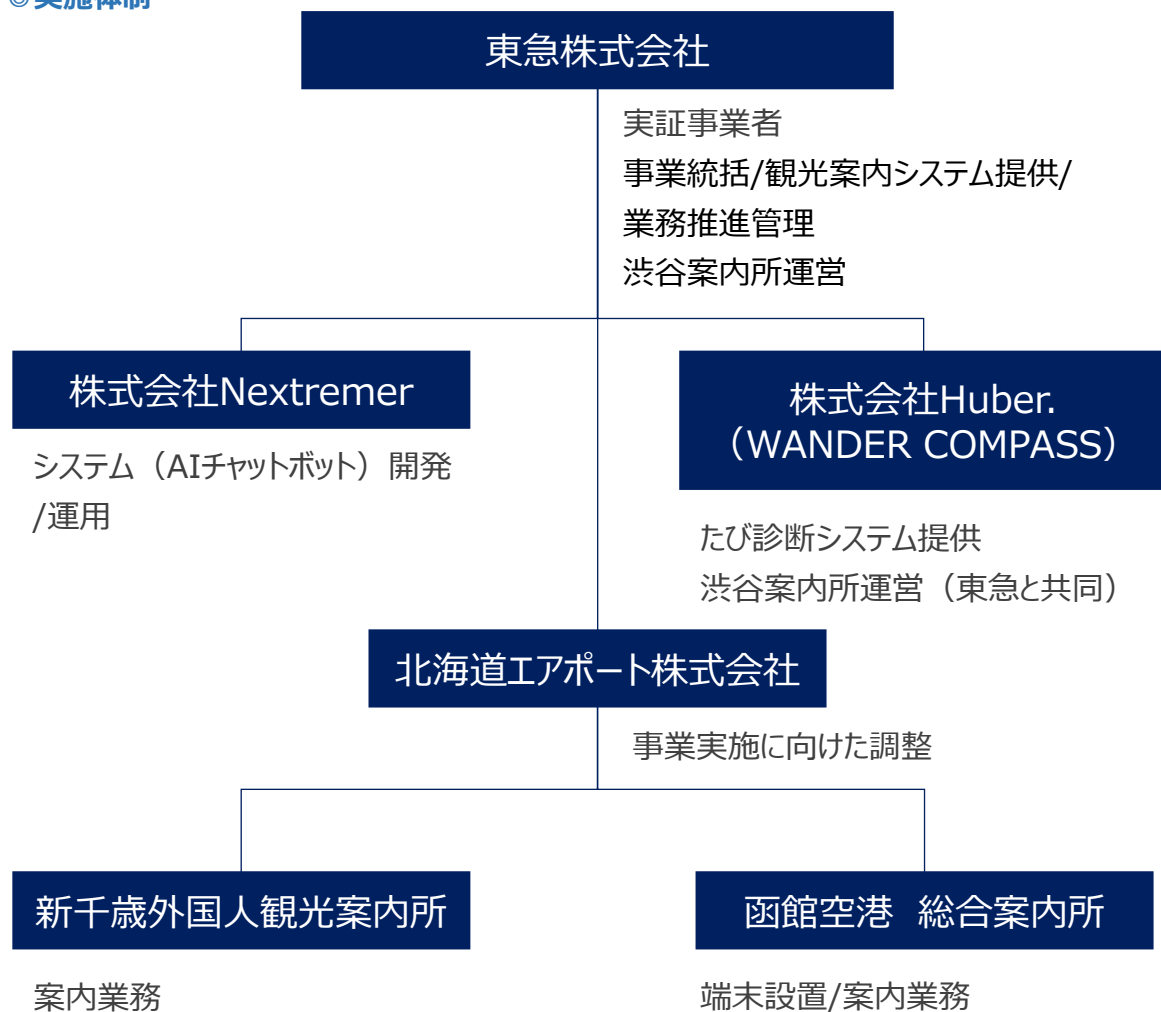 ◎実施体制
東急株式会社
実証事業者
事業統括/観光案内システム提供/
業務推進管理
渋谷案内所運営
株式会社Nextremer
システム（AIチャットボット）開発
/運用
株式会社Huber.
（WANDER COMPASS）
たび診断システム提供
渋谷案内所運営（東急と共同）
北海道エアポート株式会社
事業実施に向けた調整
新千歳外国人観光案内所
案内業務
函館空港　総合案内所
端末設置/案内業務